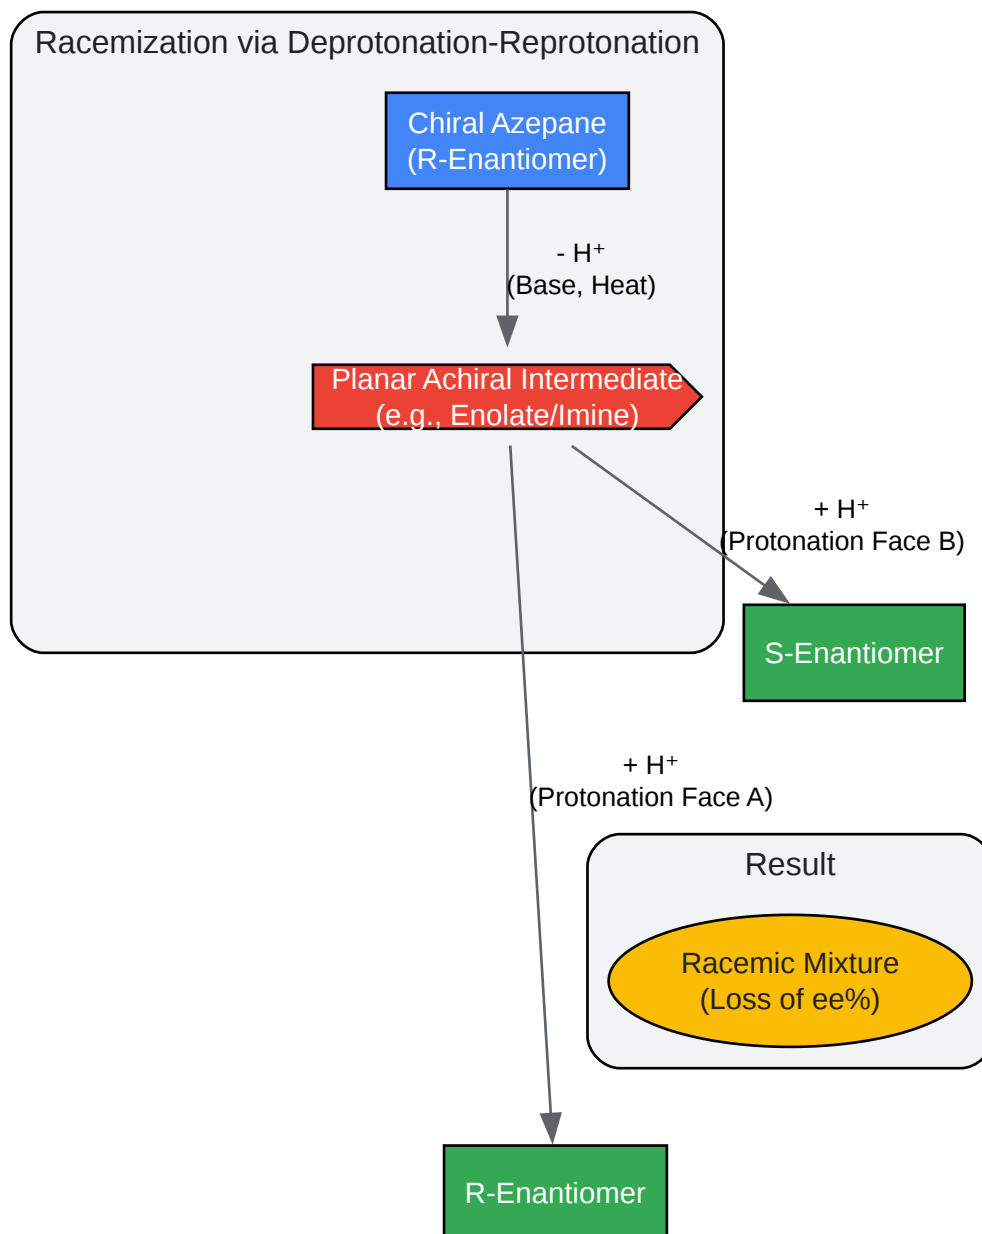 Racemization via Deprotonation-Reprotonation
Chiral Azepane
(R-Enantiomer)
- H⁺
(Base, Heat)
Planar Achiral Intermediate
(e.g., Enolate/Imine)
+ H⁺
(Protonation Face B)
S-Enantiomer
+ H⁺
(Protonation Face A)
Result
Racemic Mixture
(Loss of ee%)
R-Enantiomer